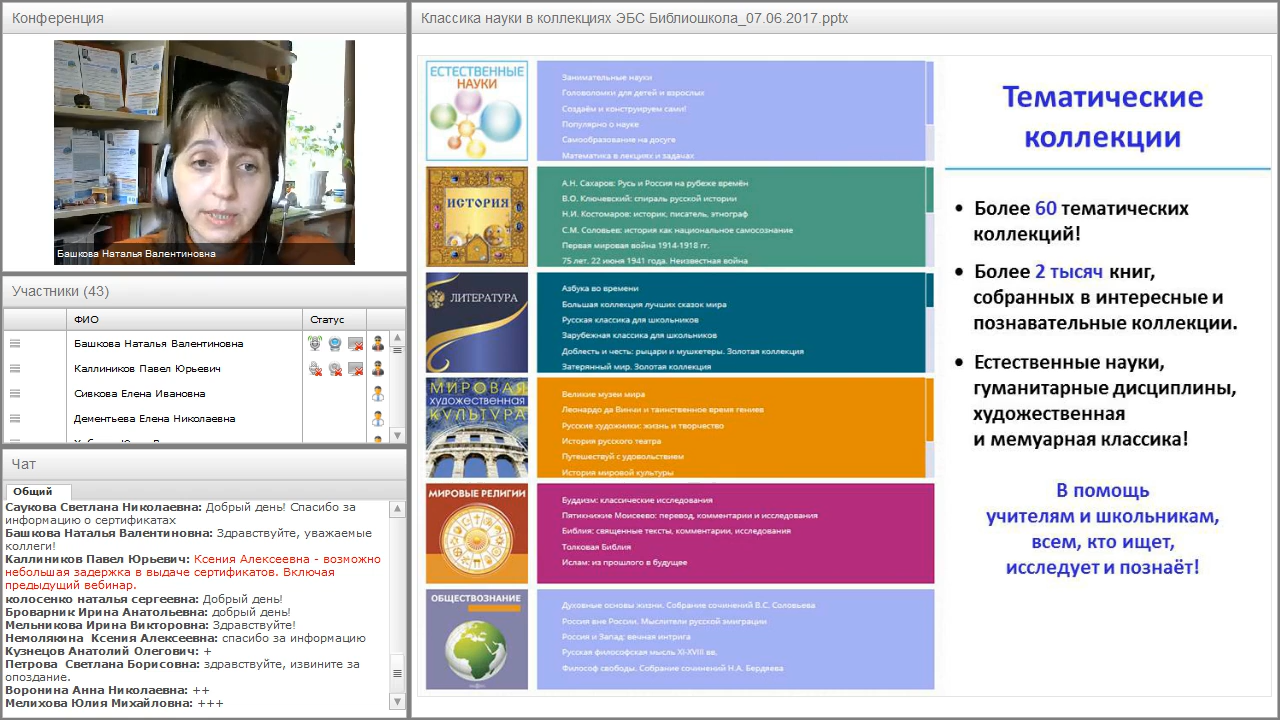 Конференция
Башкова Наталья Валентиновна
Участники (43)
ФИО
Статус
Башкова Наталья Валентиновна
Каллиников Павел Юрьевич
Сивкова Елена Ивановна
Дементьева Елена Николаевна
Чат
Общий
Саукова Светлана Николаевна: Добрый день! Спасибо за
информацию о сертификатах
Башкова Наталья Валентиновна: Здравствуйте, уважаемые
коллеги!
Каллиников Павел Юрьевич: Ксения Алексеевна - возможно
небольшая задержка в выдаче сертификатов. Включая
предыдущий вебинар.
колосенко наталья сергеевна: Добрый день!
Броварник Ирина Анатольевна: добрый день!
Мельникова Ирина Викторовна: Здравствуйте!
Новосёлкина Ксения Алексеевна: спасибо за информацию
Кузнецов Анатолий Олегович: +
Петрова Светлана Борисовна: здравствуйте, извините за
опоздание.
Воронина Анна Николаевна: ++
Мелихова Юлия Михайловна: +++
Классика науки в коллекциях ЭБС Библиошкола_07.06.2017.pptx
ЕСТЕСТВЕННЫЕ
НАУКИ
Занимательные науки
Головоломки для детей и взрослых
Создаём и конструируем сами!
Популярно о науке
Самообразование на досуге
Математика в лекциях и задачах
ИСТОРИЯ
А.Н. Сахаров: Русь и Россия на рубеже времён
В.О. Ключевский: спираль русской истории
Н.И. Костомаров: историк, писатель, этнограф
С.М. Соловьев: история как национальное самосознание
Первая мировая война 1914-1918 гг.
75 лет. 22 июня 1941 года. Неизвестная война
ЛИТЕРАТУРА
Азбука во времени
Большая коллекция лучших сказок мира
Русская классика для школьников
Зарубежная классика для школьников
Доблесть и честь: рыцари и мушкетеры. Золотая коллекция
Затерянный мир. Золотая коллекция
МИРОВАЯ
художественная
КУЛЬТУРА
Великие музеи мира
Леонардо да Винчи и таинственное время гениев
Русские художники: жизнь и творчество
История русского театра
Путешествуй с удовольствием
История мировой культуры
МИРОВЫЕ РЕЛИГИИ
Буддизм: классические исследования
Пятикнижие Моисеево: перевод, комментарии и исследования
Библия: священные тексты, комментарии, исследования
Толковая Библия
Ислам: из прошлого в будущее
ОБЩЕСТВОЗНАНИЕ
Духовные основы жизни. Собрание сочинений В.С. Соловьева
Россия вне России. Мыслители русской эмиграции
Россия и Запад: вечная интрига
Русская философская мысль XI-XVIII вв.
Философ свободы. Собрание сочинений Н.А. Бердяева
Тематические
коллекции
• Более 60 тематических
коллекций!
• Более 2 тысяч книг,
собранных в интересные и
познавательные коллекции.
• Естественные науки,
гуманитарные дисциплины,
художественная
и мемуарная классика!
В помощь
учителям и школьникам,
всем, кто ищет,
исследует и познаёт!